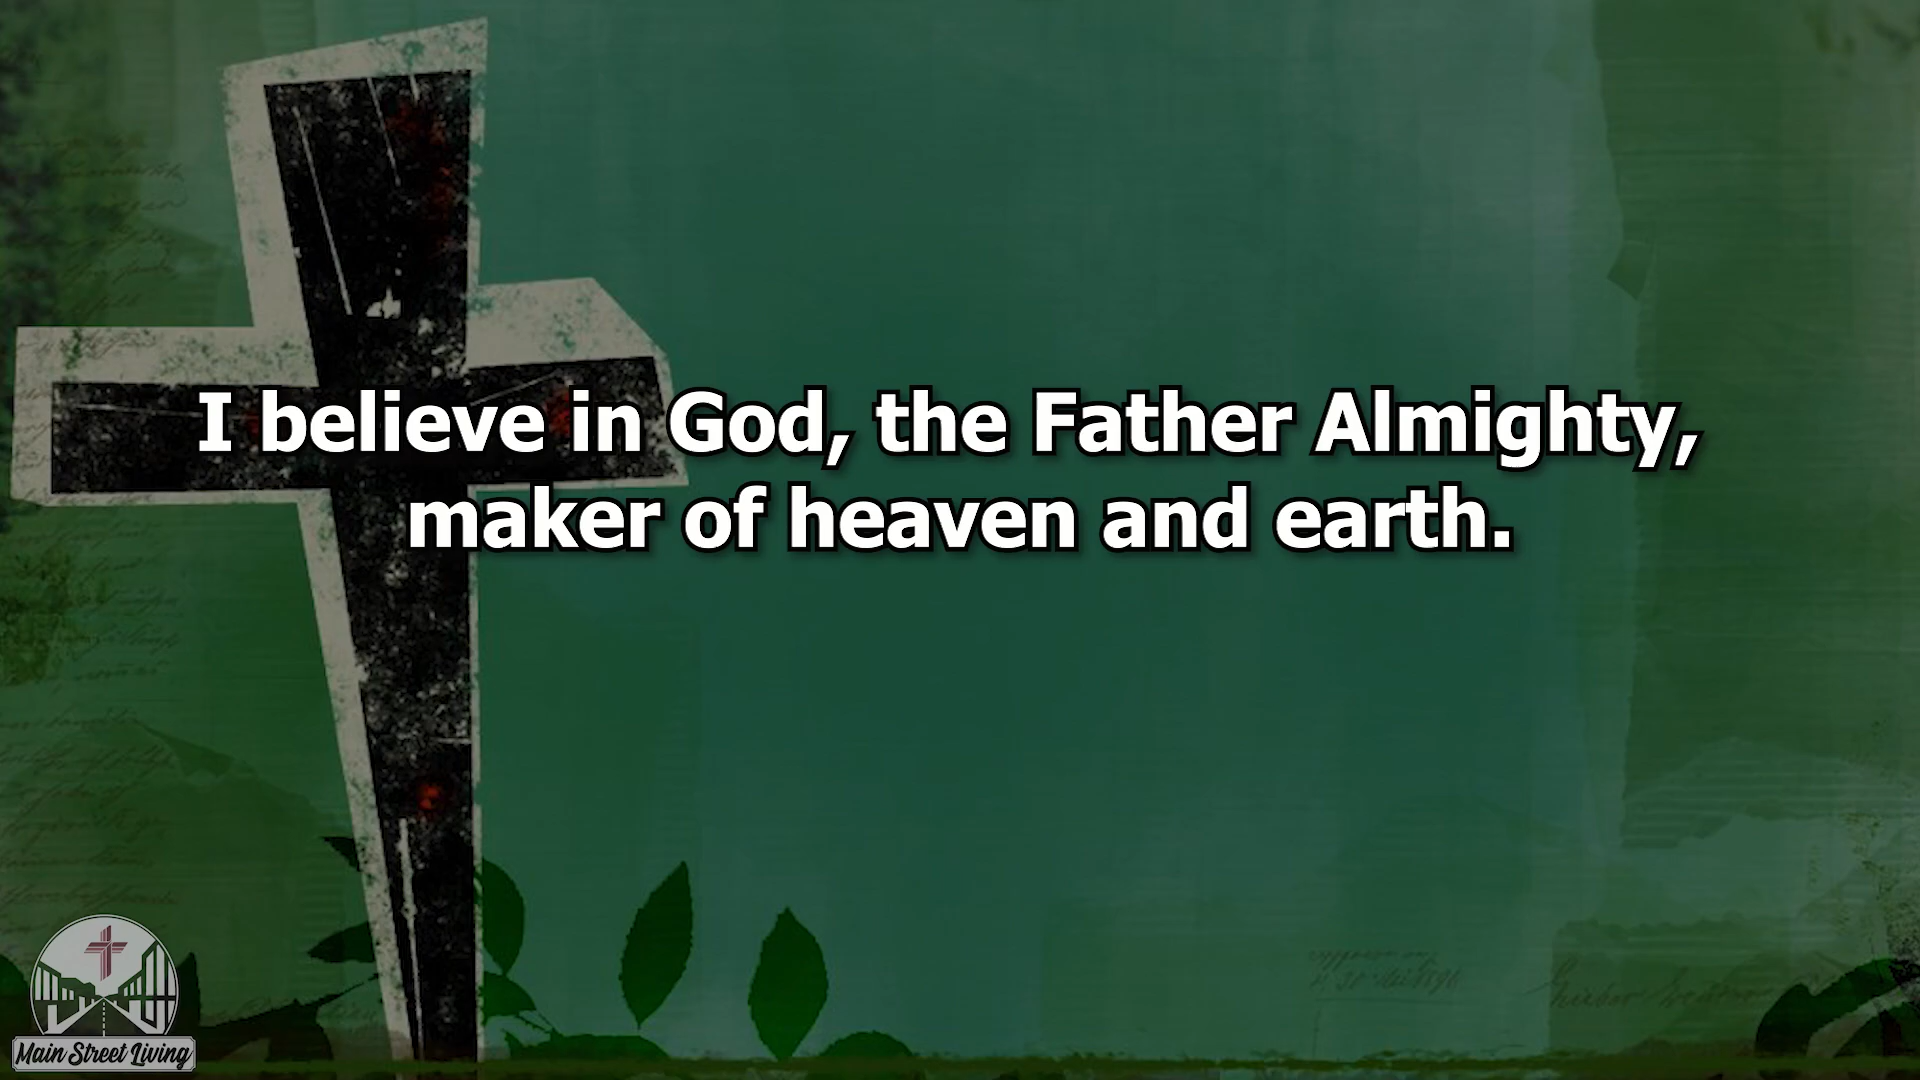 I believe in God, the Father Almighty,
maker of heaven and earth.
Main Street Living